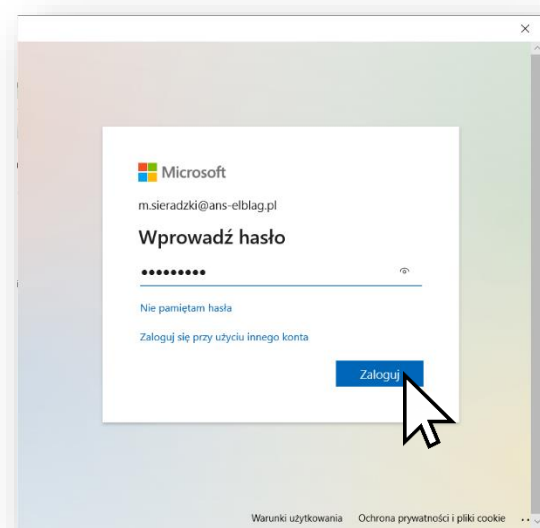 Microsoft
m.sieradzki@ans-elblag.pl
Wprowadź hasło
•••••••••
Nie pamiętam hasła
Zaloguj się przy użyciu innego konta
Zaloguj
Warunki użytkowania Ochrona prywatności i pliki cookie